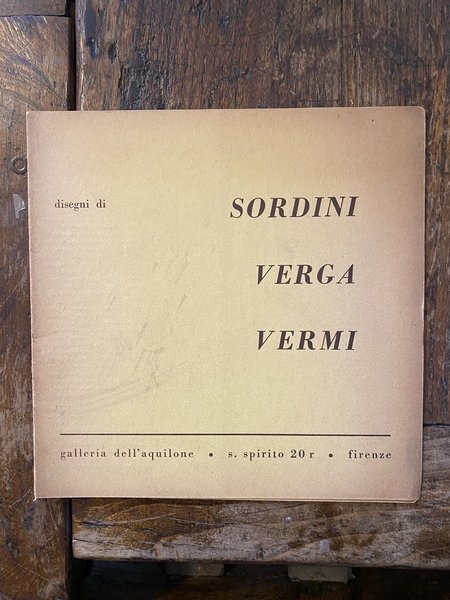 disegni di SORDINI
VERGA
VERMI
galleria dell'aquilone • s. spirito 20 r • firenze